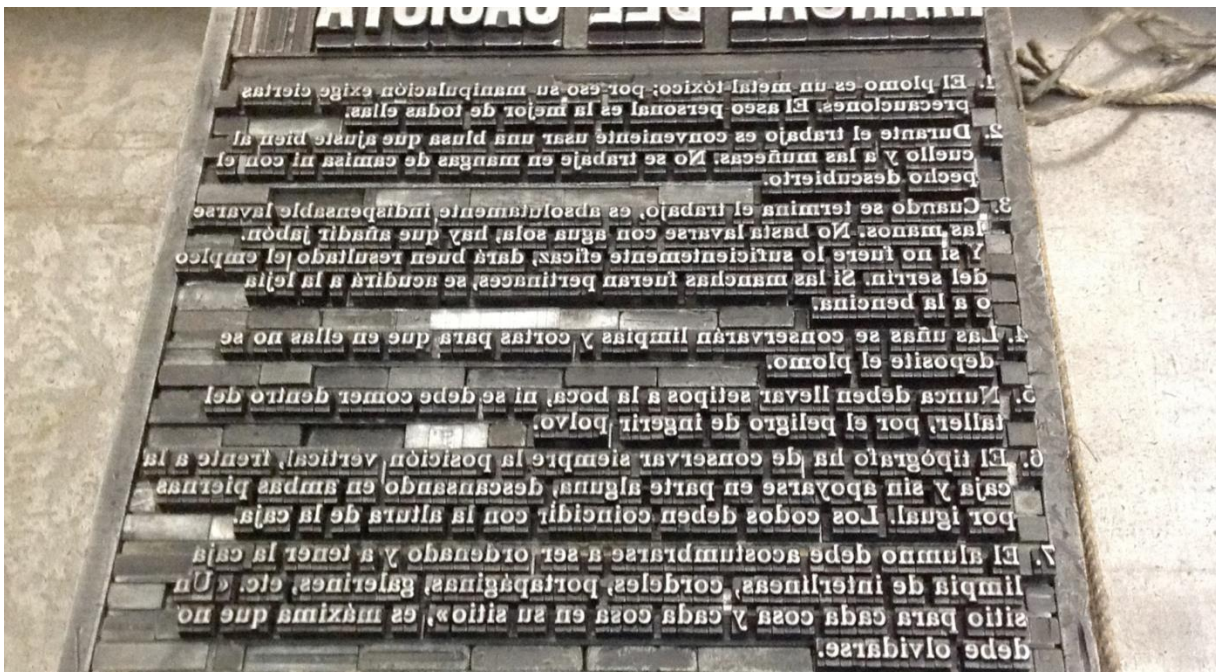 DEL CAJISTA
1. El plomo es un metal tóxico; por eso su manipulación exige ciertas
precauciones. El aseo personal es la mejor de todas ellas.
2. Durante el trabajo es conveniente usar una blusa que ajuste bien al
cuello y a las muñecas. No se trabaje en mangas de camisa ni con el
pecho descubierto.
3. Cuando se termina el trabajo, es absolutamente indispensable lavarse
las manos. No basta lavarse con agua sola, hay que añadir jabón.
Y si no fuere lo suficientemente eficaz, dará buen resultado el empleo
del serrín. Si las manchas fueran pertinaces, se acudirá a la lejía
o a la bencina.
4. Las uñas se conservarán limpias y cortas para que en ellas no se
deposite el plomo.
5. Nunca deben llevar setipos a la boca, ni se debe comer dentro del
taller, por el peligro de ingerir polvo.
6. El tipógrafo ha de conservar siempre la posición vertical, frente a la
caja y sin apoyarse en parte alguna, descansando en ambas piernas
por igual. Los codos deben coincidir con la altura de la caja.
7. El alumno debe acostumbrarse a ser ordenado y a tener la caja
limpia de interlíneas, cordeles, portapáginas, galerines, etc. «Un
sitio para cada cosa y cada cosa en su sitio», es máxima que no
debe olvidarse.